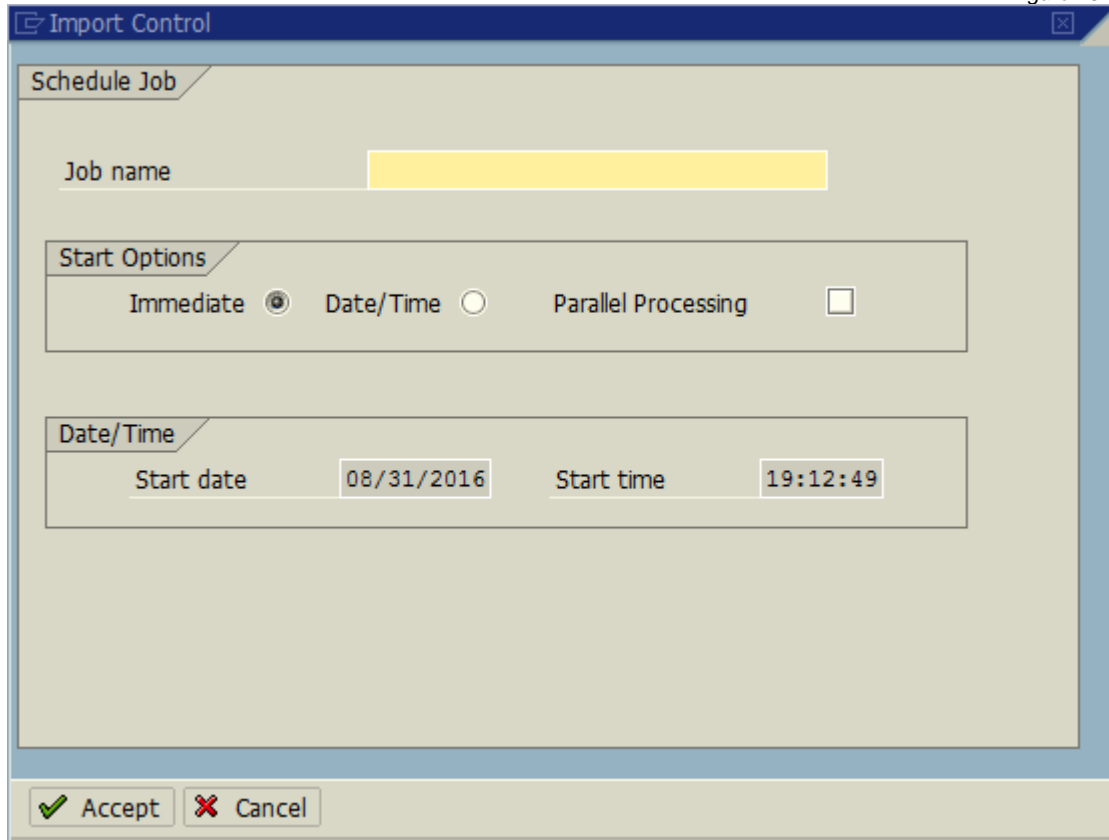 Import Control
Schedule Job
Job name
Start Options
Immediate Date/Time Parallel Processing
Date/Time
Start date 08/31/2016 Start time 19:12:49
Accept Cancel